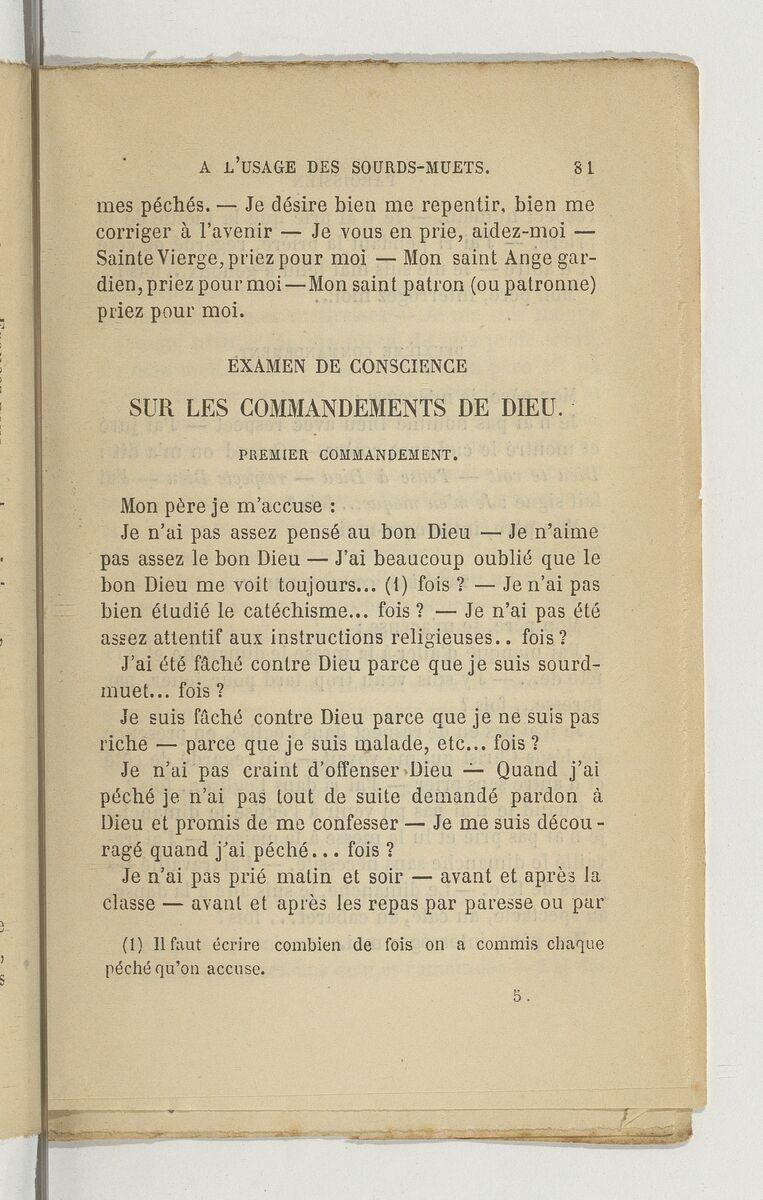 A L'USAGE DES SOURDS-MUETS. 81
mes péchés. — Je désire bien me repentir, bien me
corriger à l'avenir — Je vous en prie, aidez-moi —
Sainte Vierge, priez pour moi — Mon saint Ange gar-
dien, priez pour moi — Mon saint patron (ou patronne)
priez pour moi.
EXAMEN DE CONSCIENCE
SUR LES COMMANDEMENTS DE DIEU.
PREMIER COMMANDEMENT.
Mon père je m'accuse :
Je n'ai pas assez pensé au bon Dieu — Je n'aime
pas assez le bon Dieu — J'ai beaucoup oublié que le
bon Dieu me voit toujours... (1) fois ? — Je n'ai pas
bien étudié le catéchisme... fois ? — Je n'ai pas été
assez attentif aux instructions religieuses.. fois ?
J'ai été fâché contre Dieu parce que je suis sourd-
muet... fois ?
Je suis fâché contre Dieu parce que je ne suis pas
riche — parce que je suis malade, etc... fois ?
Je n'ai pas craint d'offenser Dieu — Quand j'ai
péché je n'ai pas tout de suite demandé pardon à
Dieu et promis de me confesser — Je me suis décou-
ragé quand j'ai péché... fois ?
Je n'ai pas prié matin et soir — avant et après la
classe — avant et après les repas par paresse ou par
(1) Il faut écrire combien de fois on a commis chaque
péché qu'on accuse.
5.